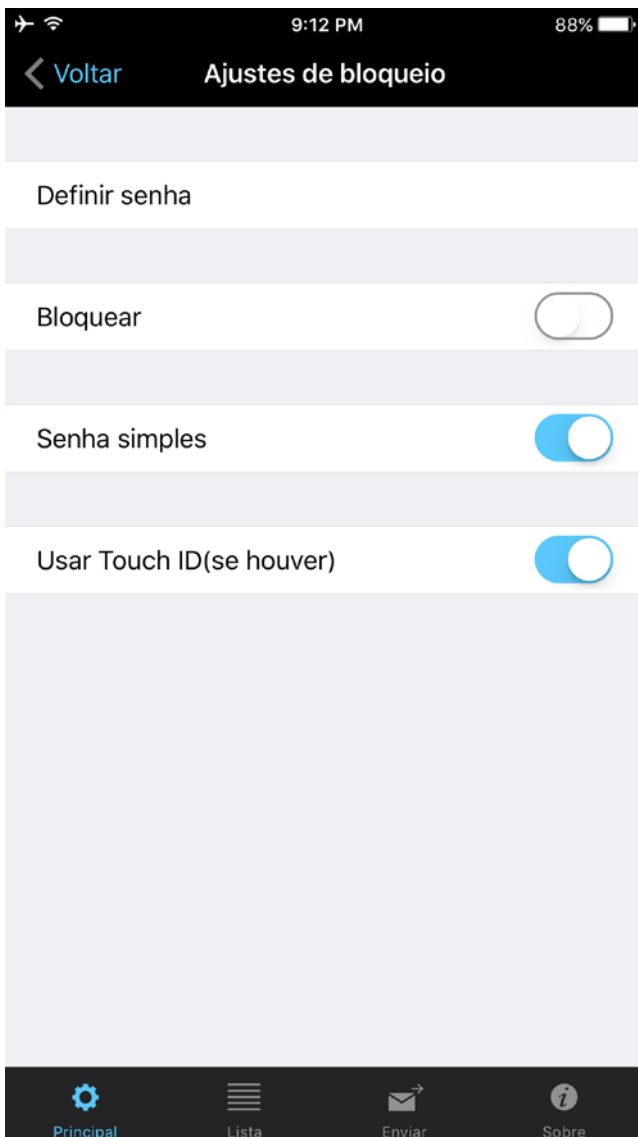 9:12 PM 88%
Voltar Ajustes de bloqueio
Definir senha
Bloquear
Senha simples
Usar Touch ID(se houver)
Principal Lista Enviar Sobre